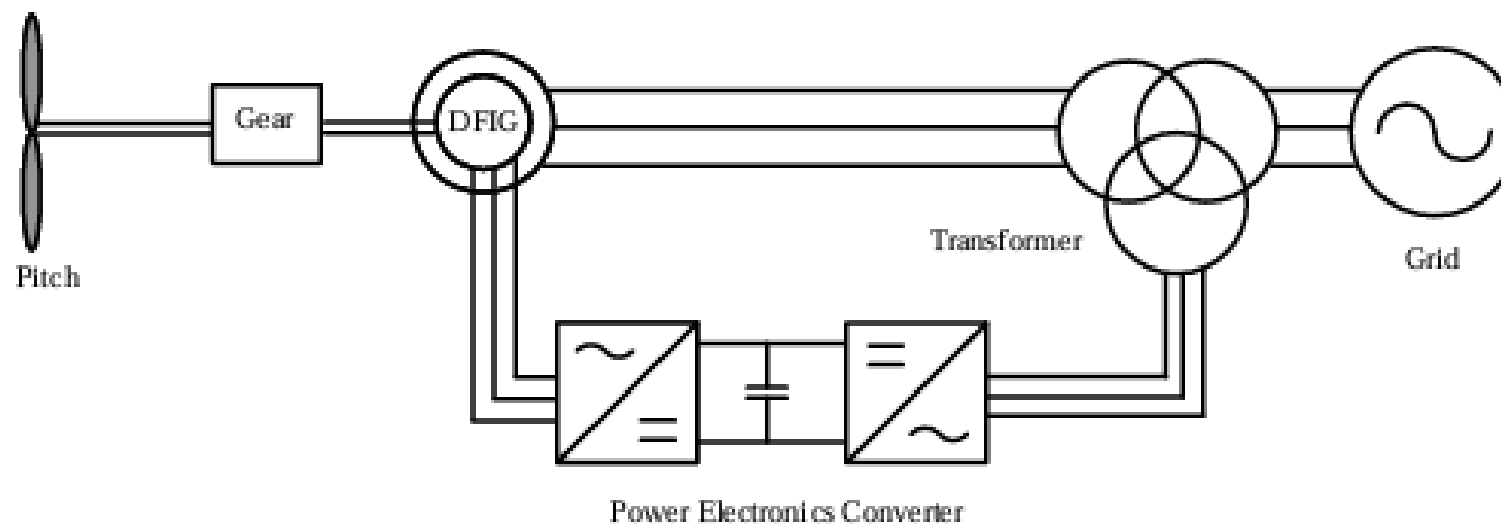 Gear
DFIG
Transformer
Grid
Pitch
Power Electronics Converter